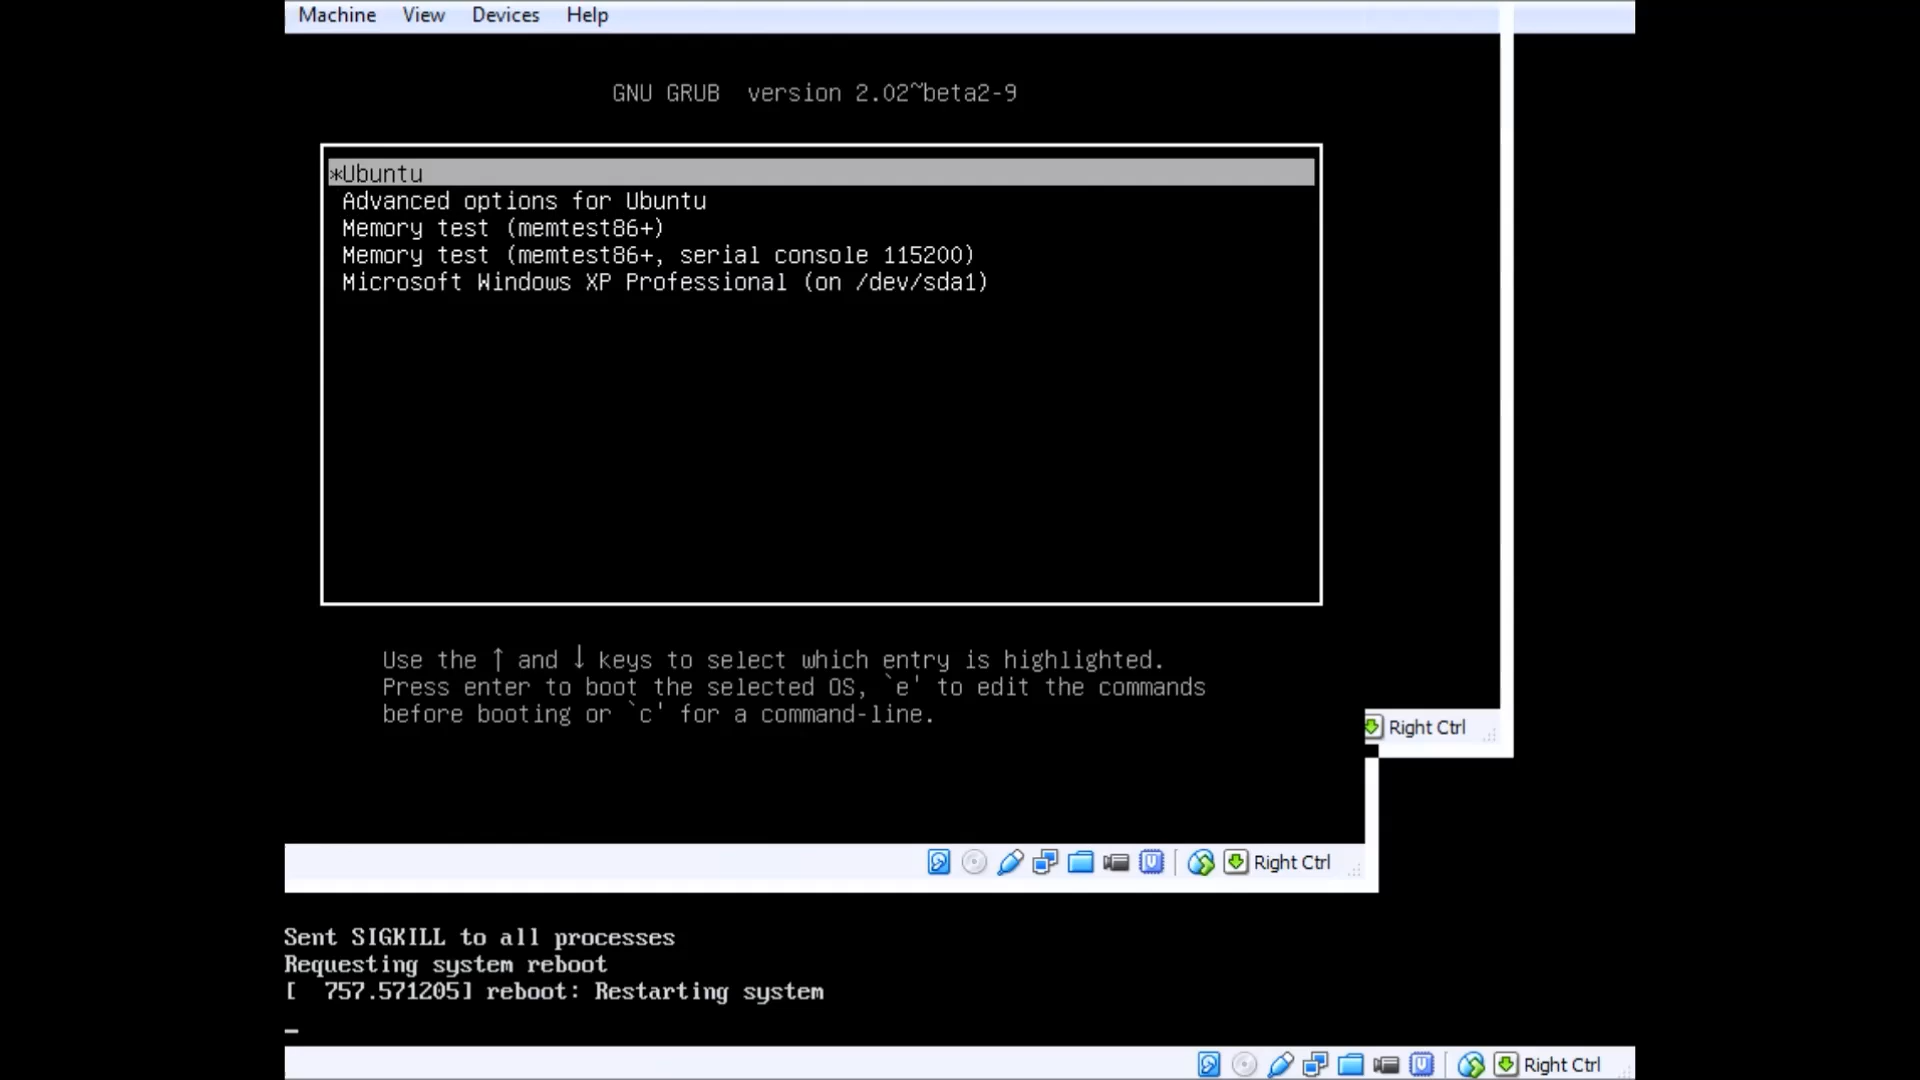 Machine View Devices Help
GNU GRUB version 2.02~beta2-9
*Ubuntu
Advanced options for Ubuntu
Memory test (memtest86+)
Memory test (memtest86+, serial console 115200)
Microsoft Windows XP Professional (on /dev/sda1)
Use the ↑ and ↓ keys to select which entry is highlighted.
Press enter to boot the selected OS, `e' to edit the commands
before booting or `c' for a command-line.
Right Ctrl
Right Ctrl
Sent SIGKILL to all processes
Requesting system reboot
[  757.571205] reboot: Restarting system
_
Right Ctrl